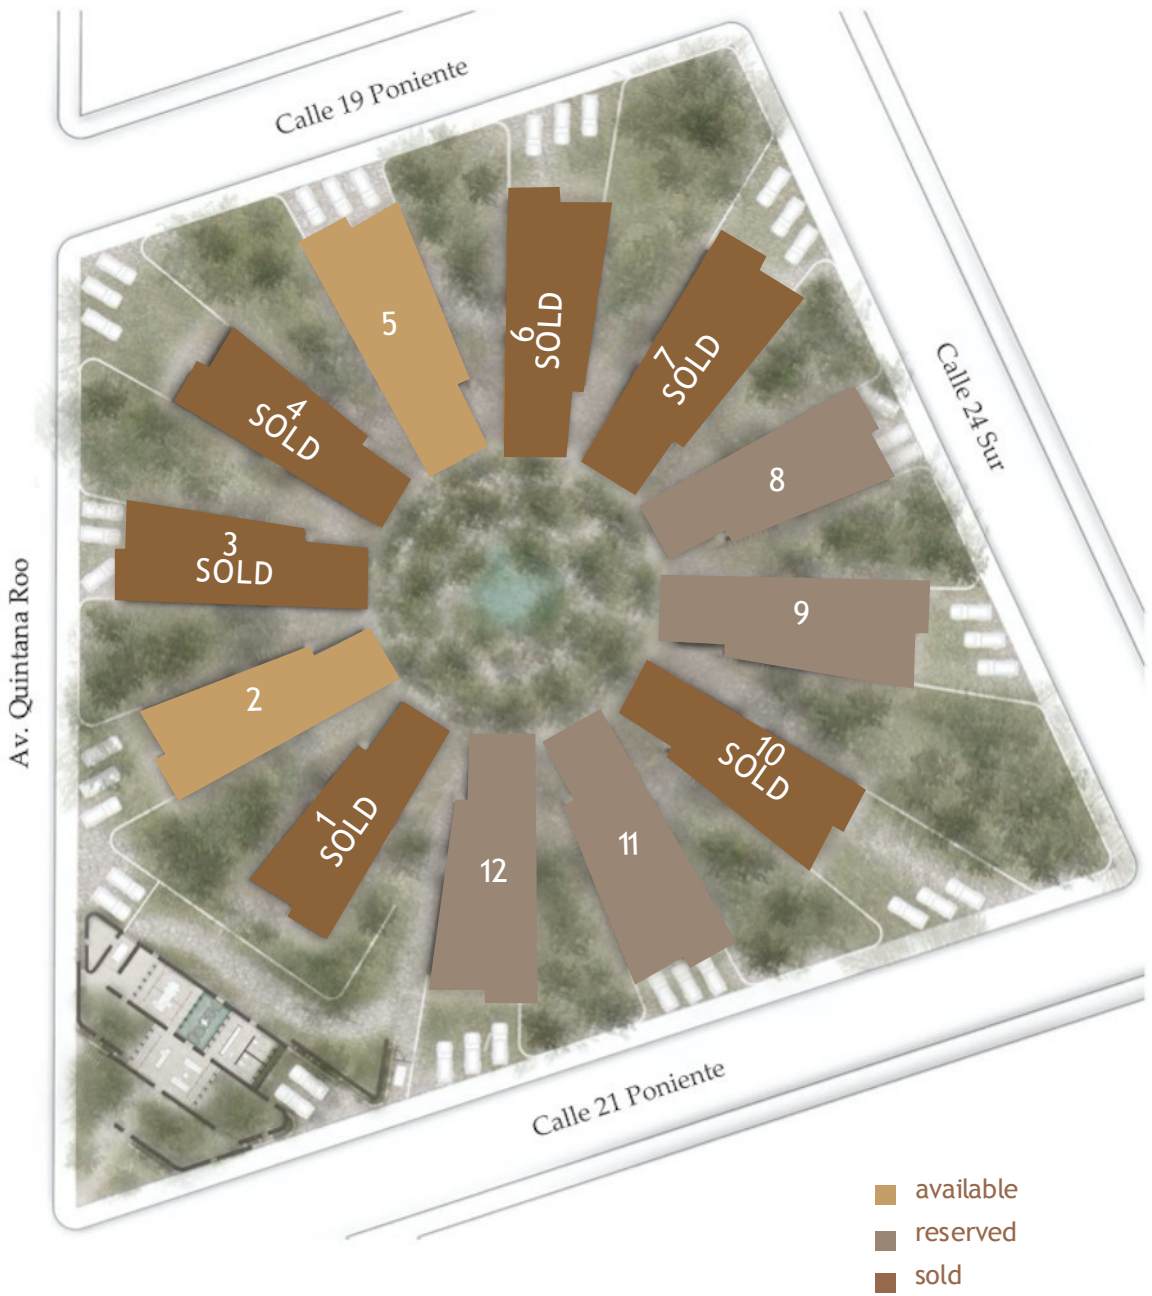 Calle 19 Poniente
5
6
SOLD
7
SOLD
4
SOLD
Calle 24 Sur
8
3
SOLD
9
Av. Quintana Roo
2
10
SOLD
1
SOLD
11
12
Calle 21 Poniente
available
reserved
sold